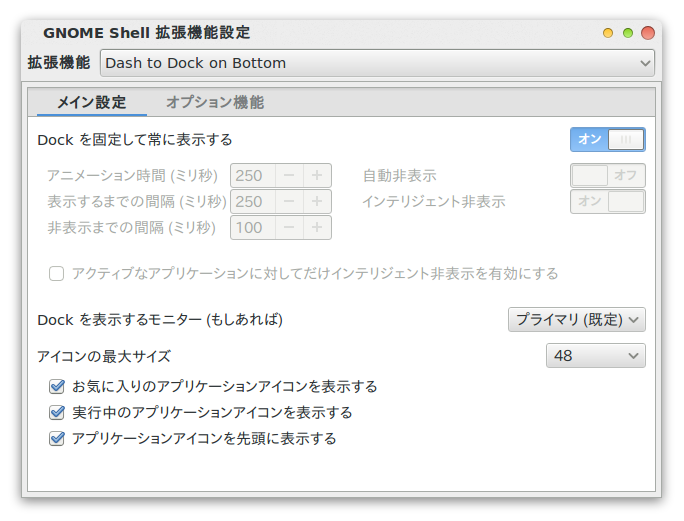 GNOME Shell 拡張機能設定
拡張機能 Dash to Dock on Bottom
メイン設定 オプション機能
Dock を固定して常に表示する オン
アニメーション時間 (ミリ秒) 250 − + 自動非表示 オフ
表示するまでの間隔 (ミリ秒) 250 − + インテリジェント非表示 オン
非表示までの間隔 (ミリ秒) 100 − +
アクティブなアプリケーションに対してだけインテリジェント非表示を有効にする
Dock を表示するモニター (もしあれば) プライマリ (既定)
アイコンの最大サイズ 48
お気に入りのアプリケーションアイコンを表示する
実行中のアプリケーションアイコンを表示する
アプリケーションアイコンを先頭に表示する